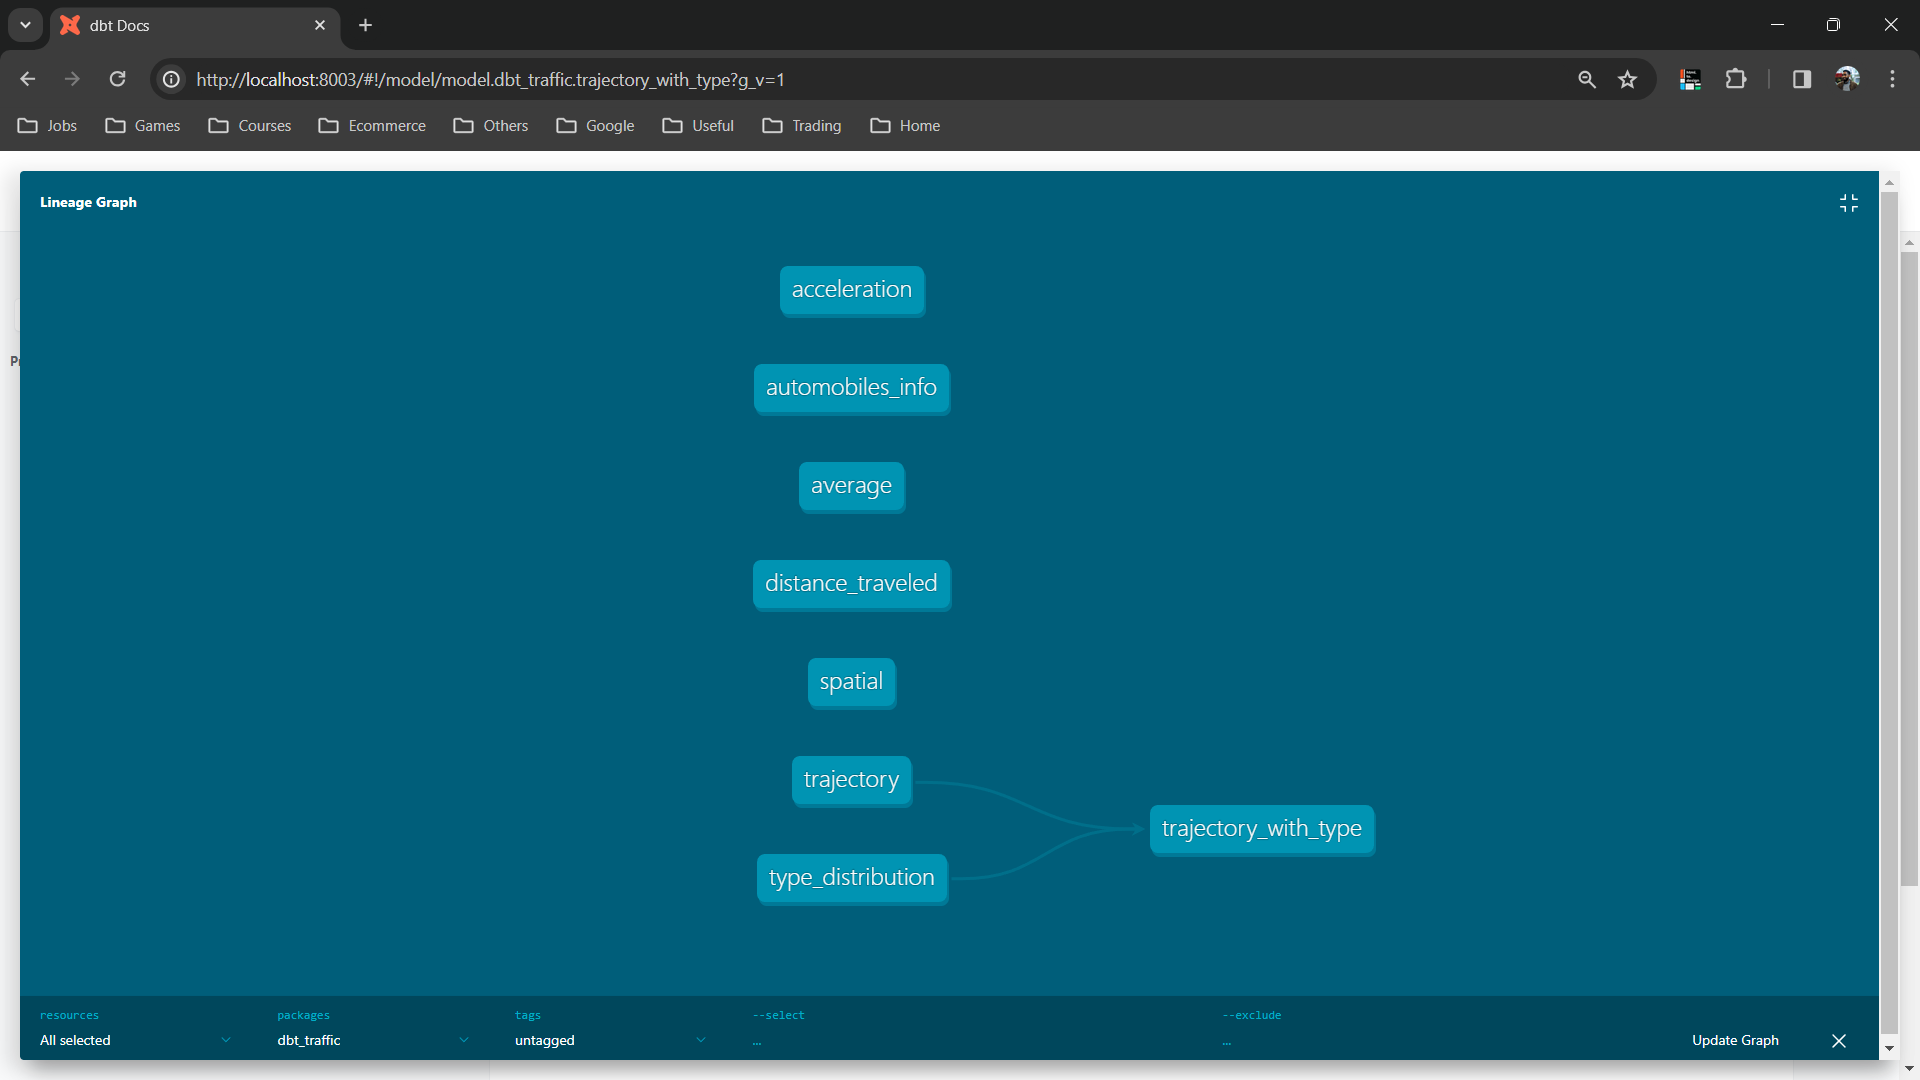 dbt Docs
http://localhost:8003/#!/model/model.dbt_traffic.trajectory_with_type?g_v=1
Jobs
Games
Courses
Ecommerce
Others
Google
Useful
Trading
Home
Lineage Graph
acceleration
automobiles_info
average
distance_traveled
spatial
trajectory
trajectory_with_type
type_distribution
resources
packages
tags
--select
--exclude
All selected
dbt_traffic
untagged
...
...
Update Graph